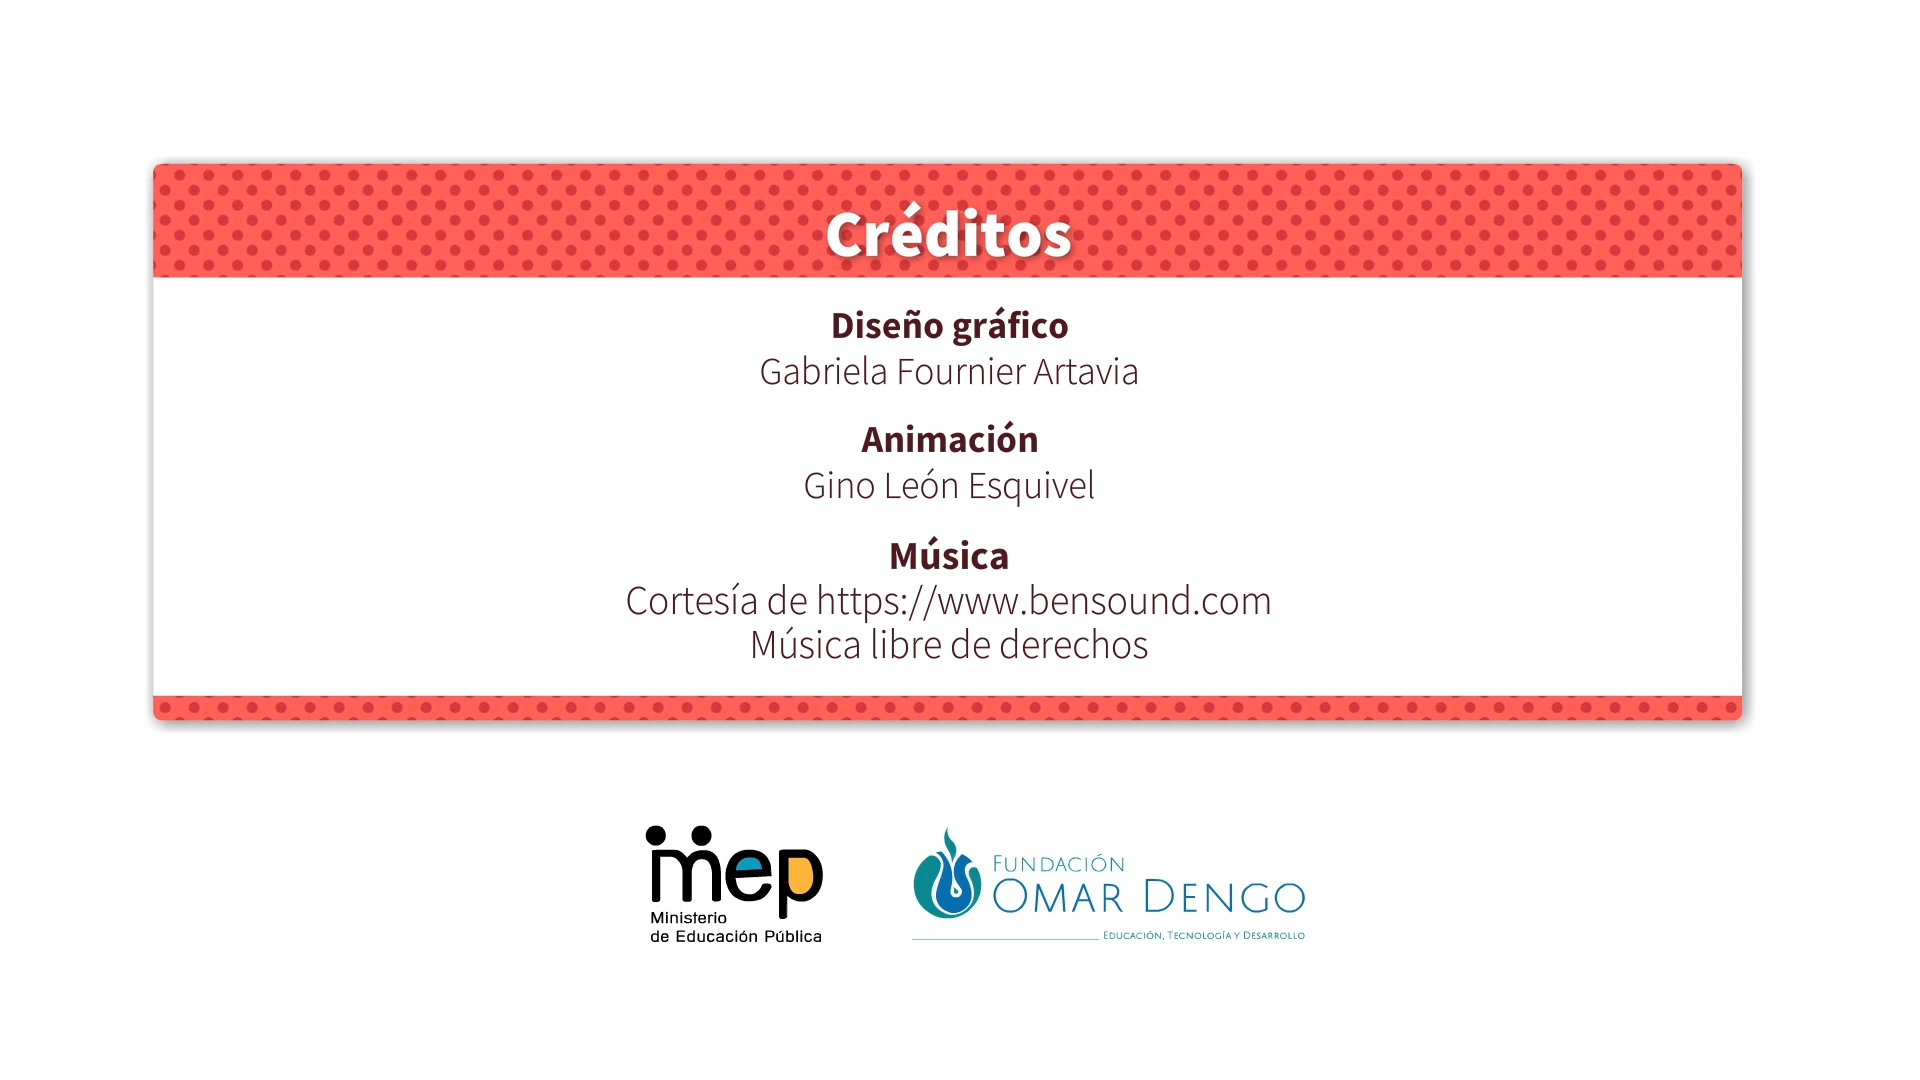 Créditos
Diseño gráfico
Gabriela Fournier Artavia
Animación
Gino León Esquivel
Música
Cortesía de https://www.bensound.com
Música libre de derechos
mep
Ministerio
de Educación Pública
Fundación
Omar Dengo
Educación, Tecnología y Desarrollo